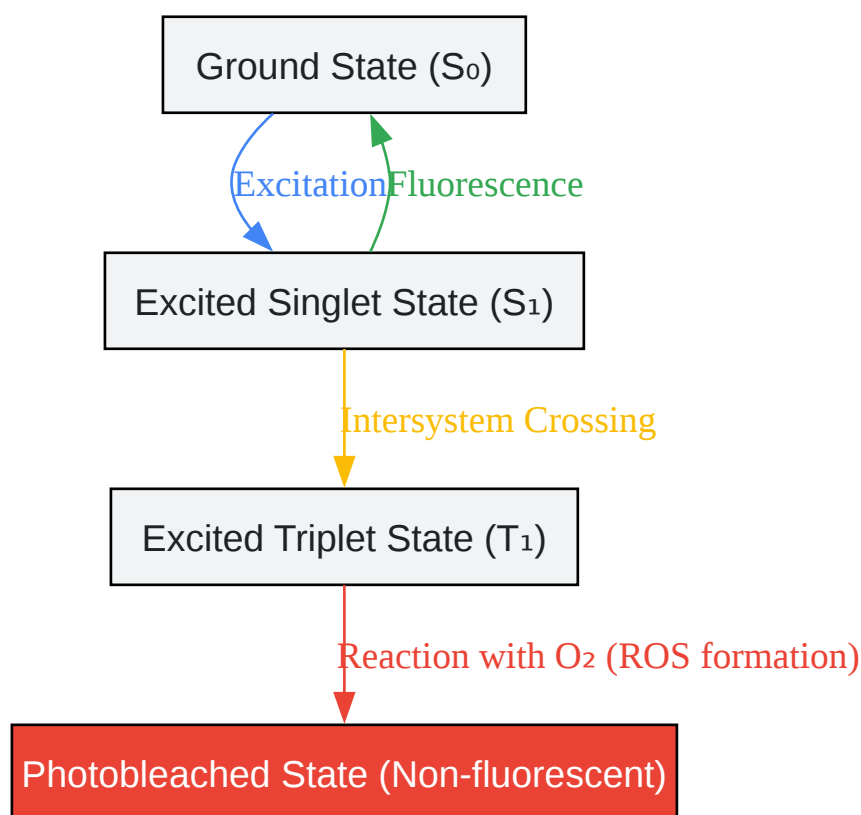 Ground State (S₀)
Excitation
Fluorescence
Excited Singlet State (S₁)
Intersystem Crossing
Excited Triplet State (T₁)
Reaction with O₂ (ROS formation)
Photobleached State (Non-fluorescent)